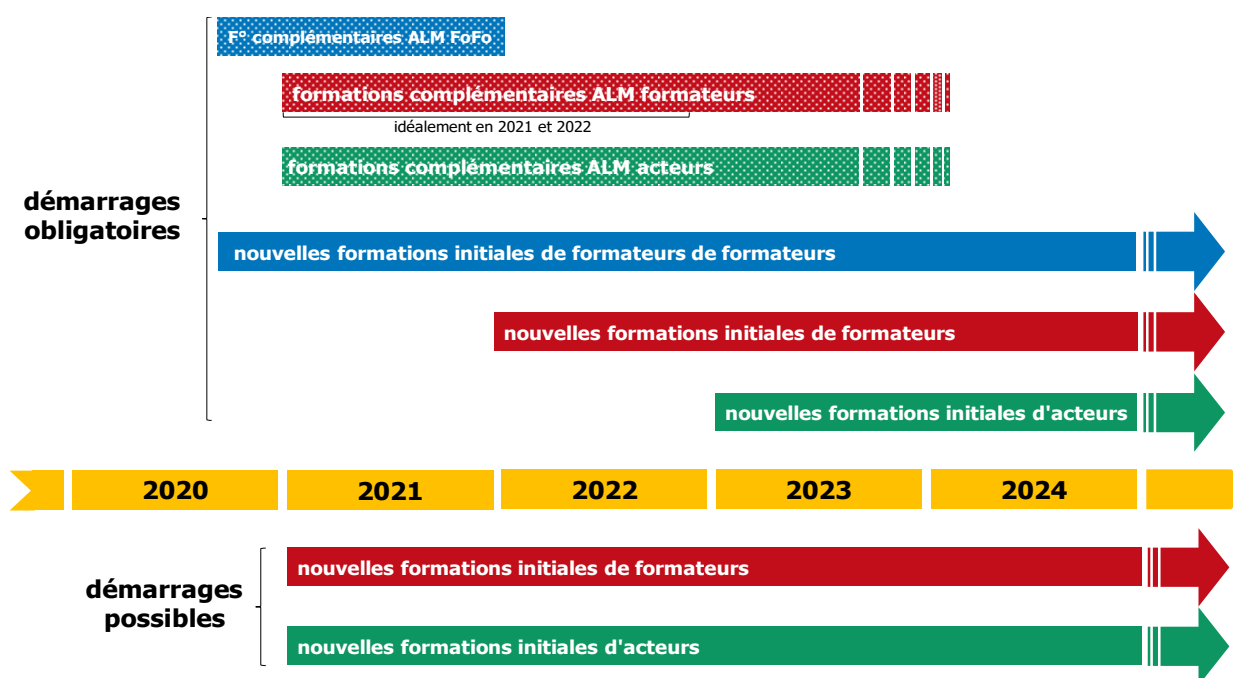 F° complémentaires ALM FoFo
formations complémentaires ALM formateurs
idéalement en 2021 et 2022
formations complémentaires ALM acteurs
démarrages
obligatoires
nouvelles formations initiales de formateurs de formateurs
nouvelles formations initiales de formateurs
nouvelles formations initiales d'acteurs
2020 2021 2022 2023 2024
nouvelles formations initiales de formateurs
démarrages
possibles
nouvelles formations initiales d'acteurs